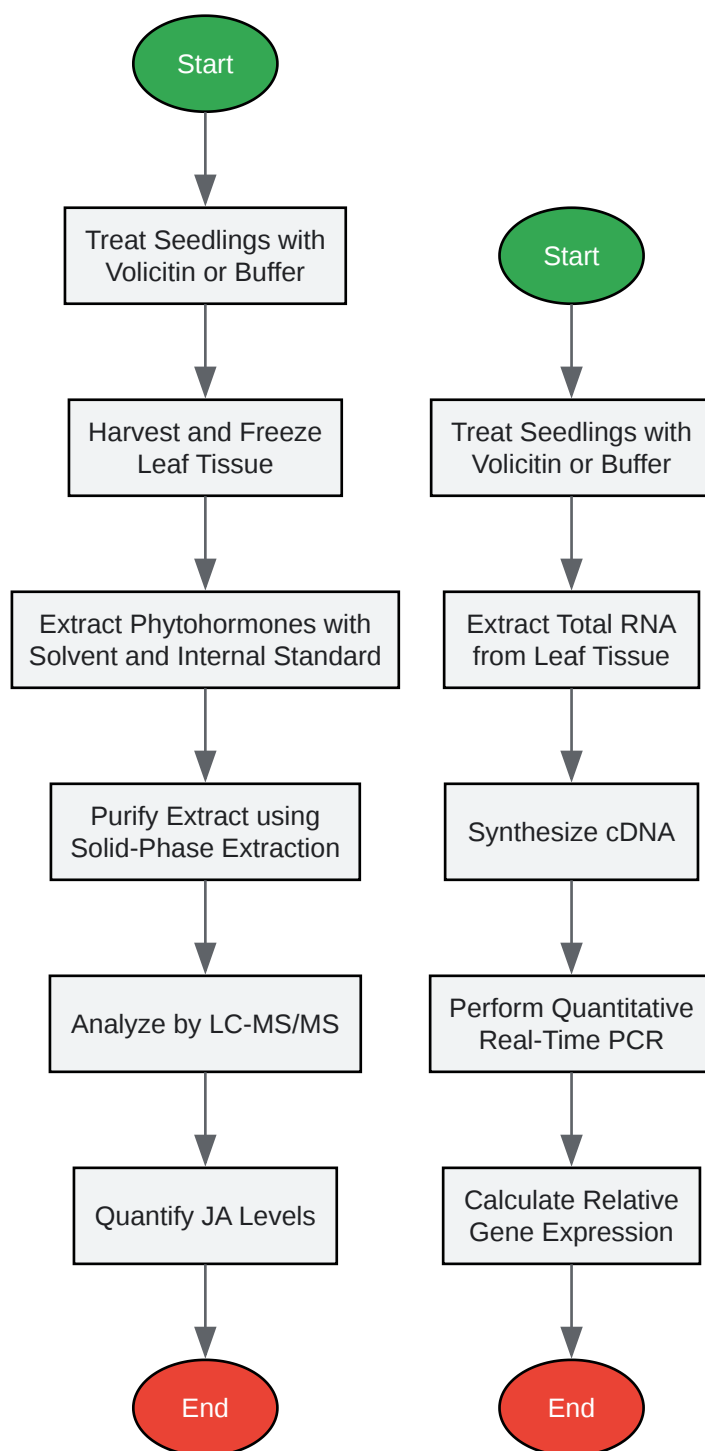 Start
Treat Seedlings with
Volicitin or Buffer
Harvest and Freeze
Leaf Tissue
Extract Phytohormones with
Solvent and Internal Standard
Purify Extract using
Solid-Phase Extraction
Analyze by LC-MS/MS
Quantify JA Levels
End
Start
Treat Seedlings with
Volicitin or Buffer
Extract Total RNA
from Leaf Tissue
Synthesize cDNA
Perform Quantitative
Real-Time PCR
Calculate Relative
Gene Expression
End